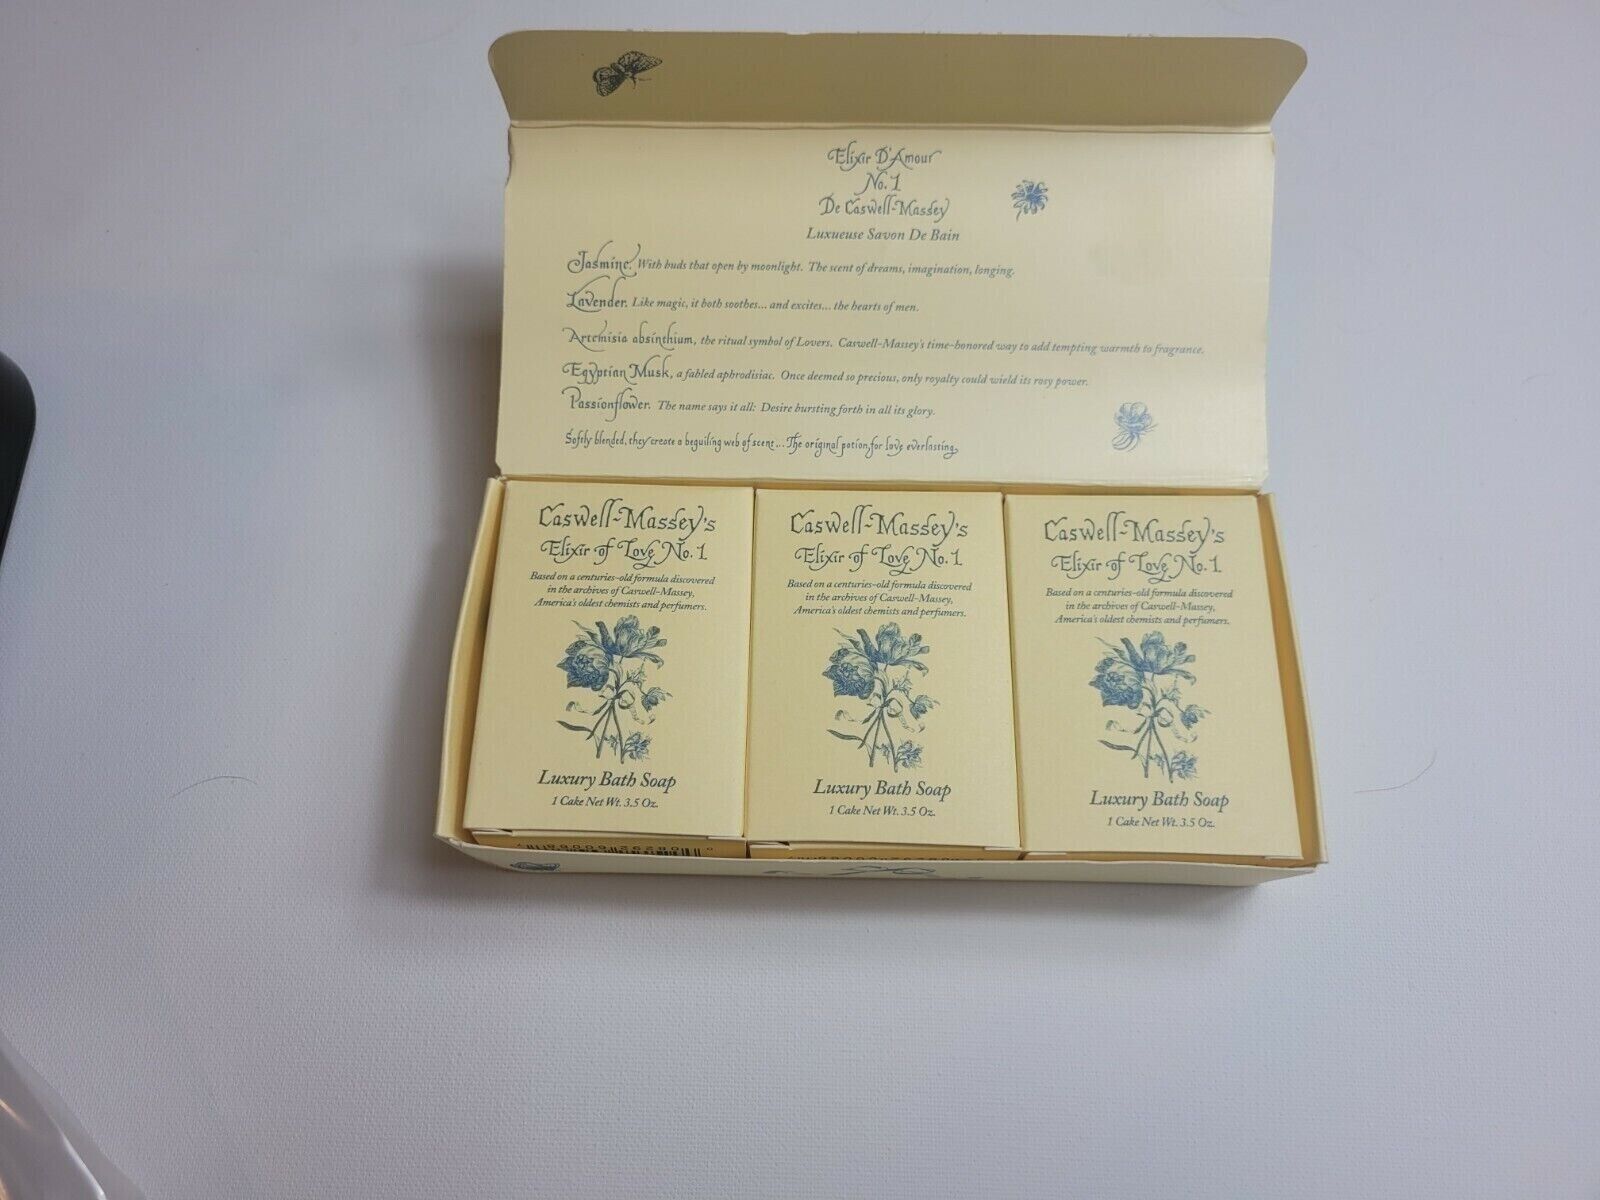 Elixir D'Amour
No. 1
De Caswell-Massey
Luxueuse Savon De Bain
Jasmine. With buds that open by moonlight. The scent of dreams, imagination, longing.
Lavender. Like magic, it both soothes... and excites... the hearts of men.
Artemisia absinthium, the ritual symbol of Lovers. Caswell-Massey's time-honored way to add tempting warmth to fragrance.
Egyptian Musk, a fabled aphrodisiac. Once deemed so precious, only royalty could wield its rosy power.
Passionflower. The name says it all: Desire bursting forth in all its glory.
Softly blended, they create a beguiling web of scent... The original potion for love everlasting.
Caswell-Massey's
Elixir of Love No. 1
Based on a centuries-old formula discovered
in the archives of Caswell-Massey,
America's oldest chemists and perfumers.
Luxury Bath Soap
1 Cake Net Wt. 3.5 Oz.
Caswell-Massey's
Elixir of Love No. 1
Based on a centuries-old formula discovered
in the archives of Caswell-Massey,
America's oldest chemists and perfumers.
Luxury Bath Soap
1 Cake Net Wt. 3.5 Oz.
Caswell-Massey's
Elixir of Love No. 1
Based on a centuries-old formula discovered
in the archives of Caswell-Massey,
America's oldest chemists and perfumers.
Luxury Bath Soap
1 Cake Net Wt. 3.5 Oz.